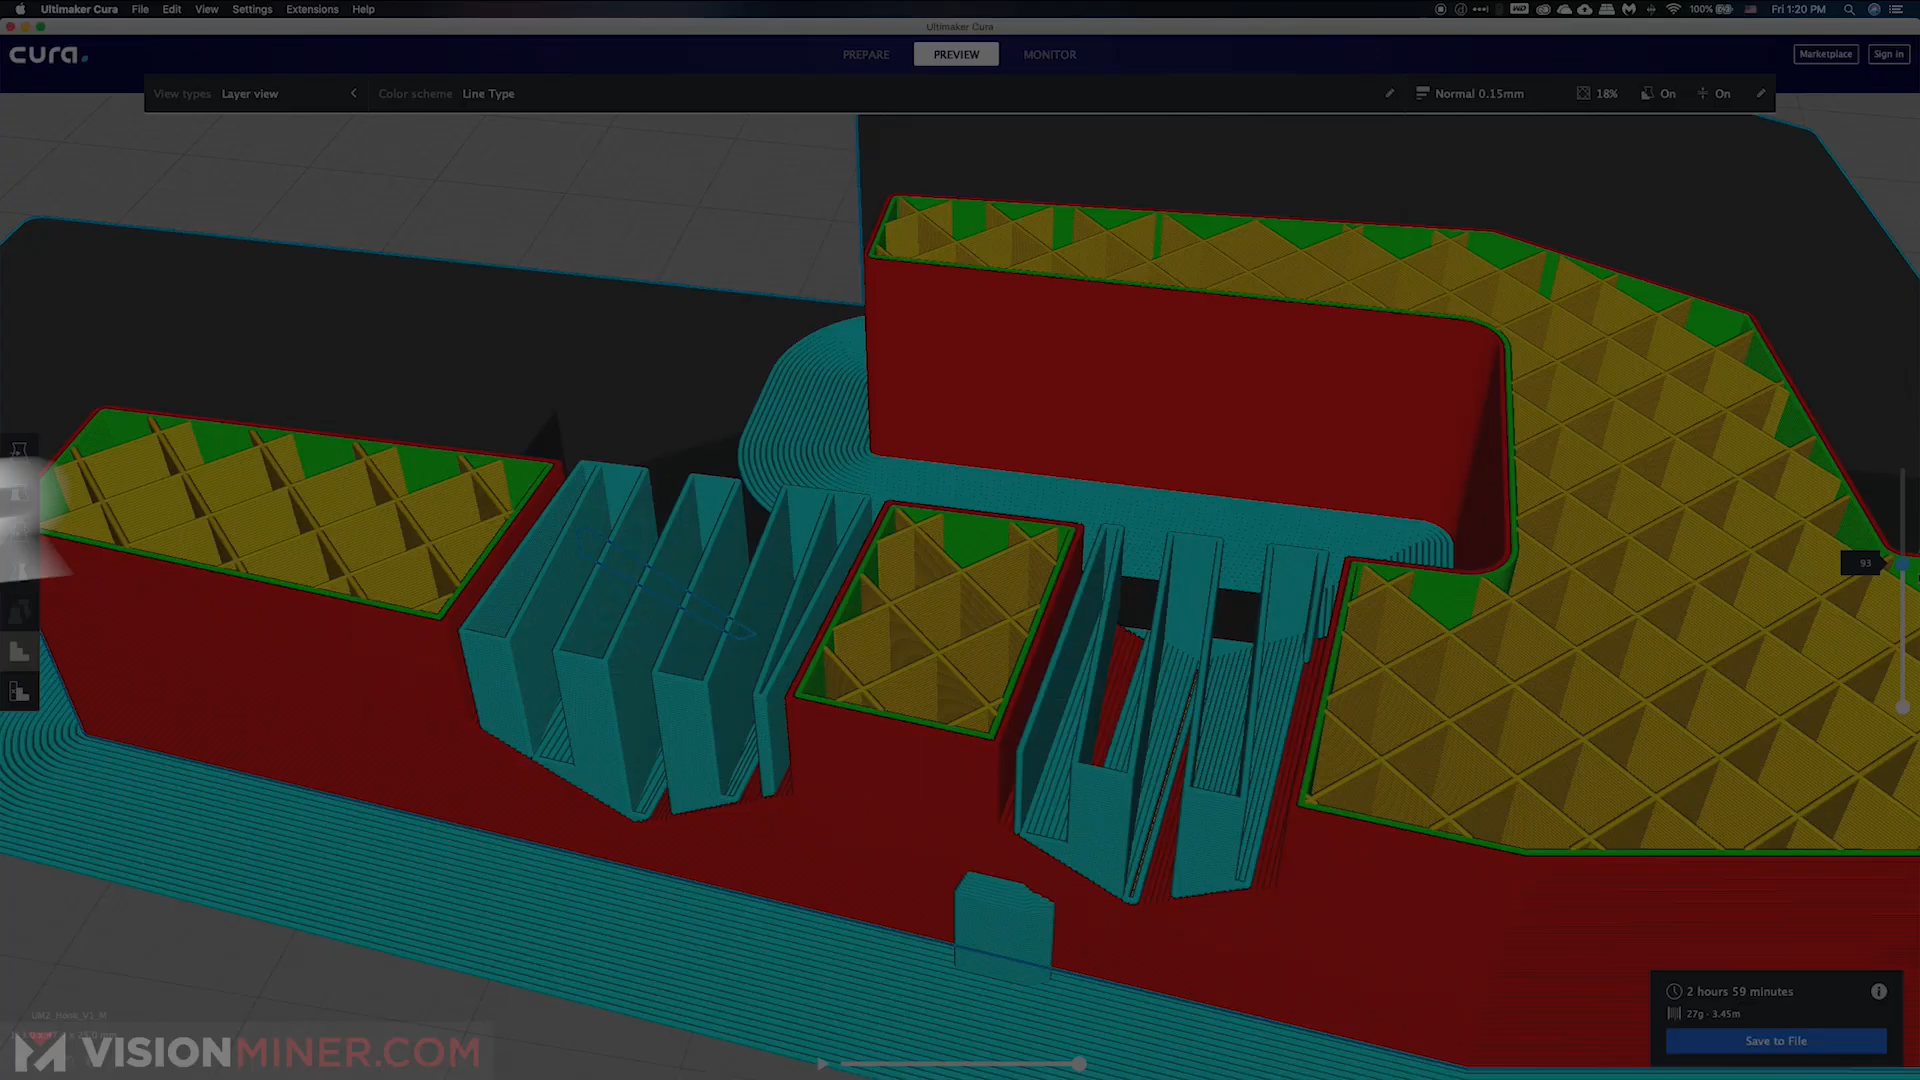 Ultimaker Cura File Edit View Settings Extensions Help
100% Fri 1:20 PM
Ultimaker Cura
cura.
PREPARE PREVIEW MONITOR
Marketplace Sign in
View types Layer view
Color scheme Line Type
Normal 0.15mm 18% On On
93
2 hours 59 minutes
27g · 3.45m
Save to File
UM2_Hook_V1_M
VISIONMINER.COM